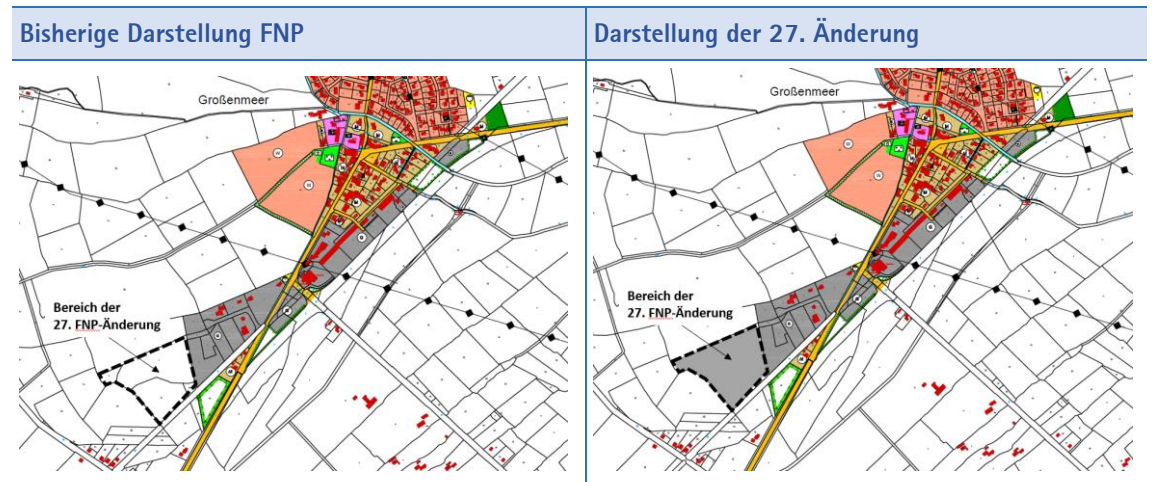 Bisherige Darstellung FNP
Darstellung der 27. Änderung
Großenmeer
Bereich der
27. FNP-Änderung
Großenmeer
Bereich der
27. FNP-Änderung